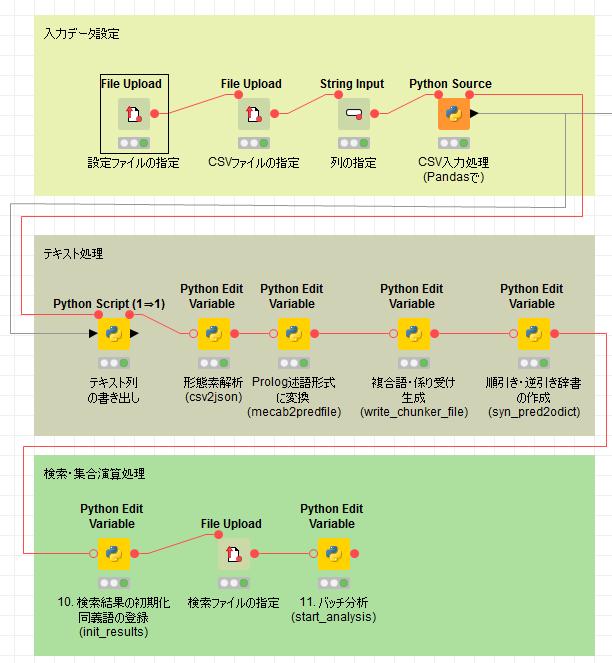 入力データ設定
File Upload
File Upload
String Input
Python Source
設定ファイルの指定
CSVファイルの指定
列の指定
CSV入力処理
(Pandasで)
テキスト処理
Python Script (1⇒1)
Python Edit
Variable
Python Edit
Variable
Python Edit
Variable
Python Edit
Variable
テキスト列
の書き出し
形態素解析
(csv2json)
Prolog述語形式
に変換
(mecab2predfile)
複合語・係り受け
生成
(write_chunker_file)
順引き・逆引き辞書
の作成
(syn_pred2odict)
検索・集合演算処理
Python Edit
Variable
File Upload
Python Edit
Variable
10. 検索結果の初期化
同義語の登録
(init_results)
検索ファイルの指定
11. バッチ分析
(start_analysis)